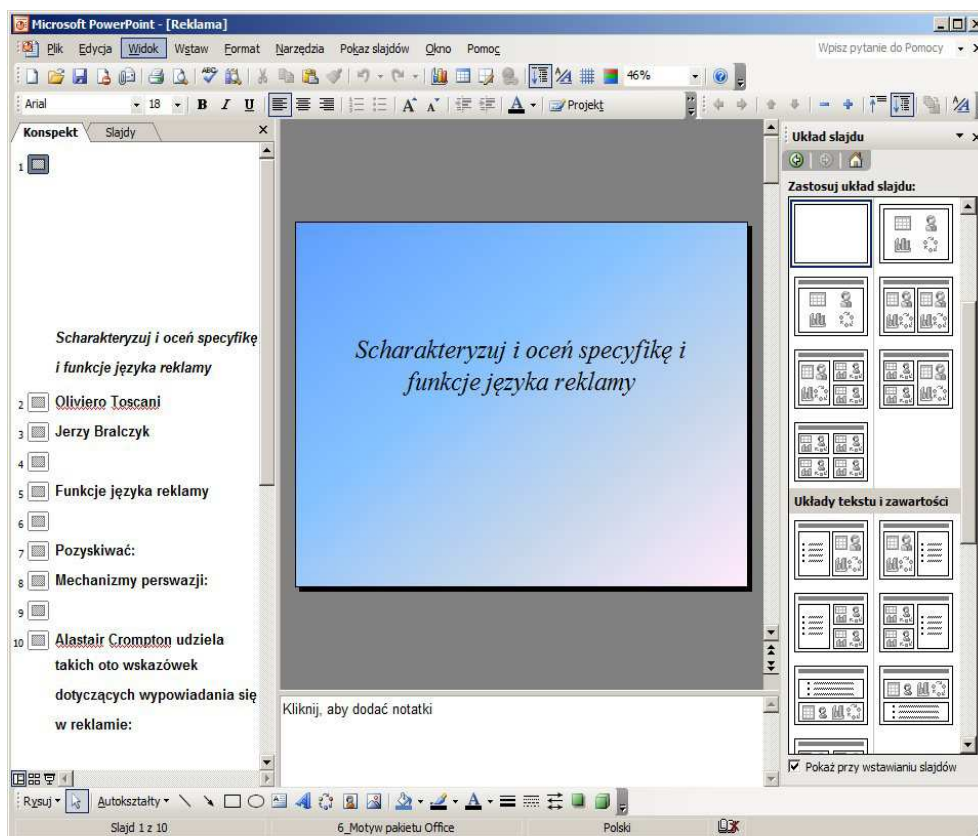 Microsoft PowerPoint - [Reklama]
Plik Edycja Widok Wstaw Format Narzędzia Pokaz slajdów Okno Pomoc Wpisz pytanie do Pomocy
46%
Arial 18 B I U A A A Projekt
Konspekt Slajdy
Układ slajdu
Zastosuj układ slajdu:
1
Scharakteryzuj i oceń specyfikę
i funkcje języka reklamy
2 Oliviero Toscani
3 Jerzy Bralczyk
4
5 Funkcje języka reklamy
6
7 Pozyskiwać:
8 Mechanizmy perswazji:
9
10 Alastair Crompton udziela
takich oto wskazówek
dotyczących wypowiadania się
w reklamie:
Scharakteryzuj i oceń specyfikę i
funkcje języka reklamy
Kliknij, aby dodać notatki
Układy tekstu i zawartości
Pokaż przy wstawianiu slajdów
Rysuj Autokształty
Slajd 1 z 10 6_Motyw pakietu Office Polski